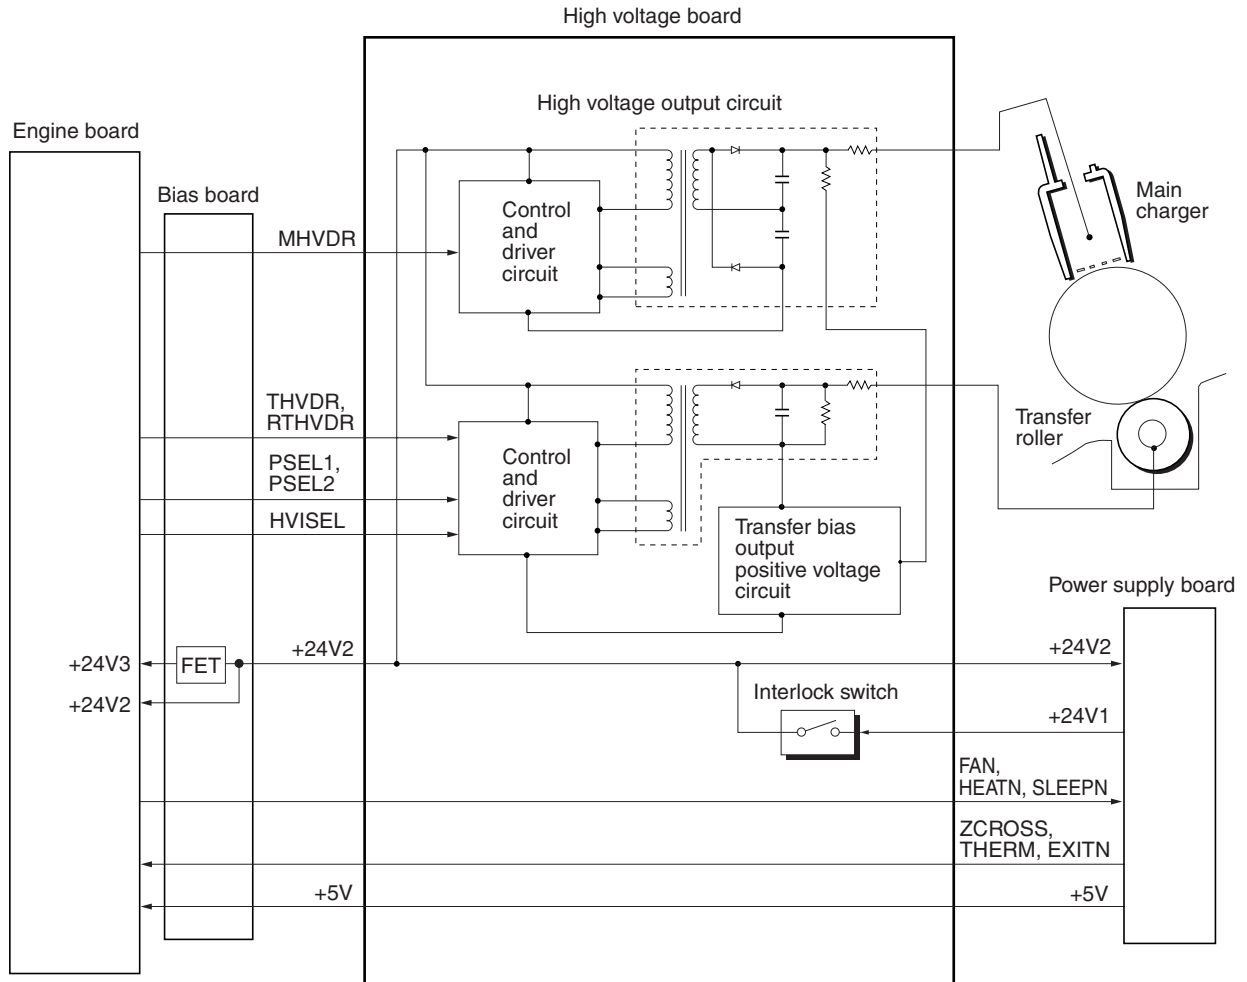 High voltage board
High voltage output circuit
Engine board
Bias board
MHVDR
Control
and
driver
circuit
Main
charger
THVDR,
RTHVDR
PSEL1,
PSEL2
HVISEL
Control
and
driver
circuit
Transfer
roller
Transfer bias
output
positive voltage
circuit
Power supply board
+24V3
FET
+24V2
+24V2
+24V2
Interlock switch
+24V1
FAN,
HEATN, SLEEPN
ZCROSS,
THERM, EXITN
+5V
+5V